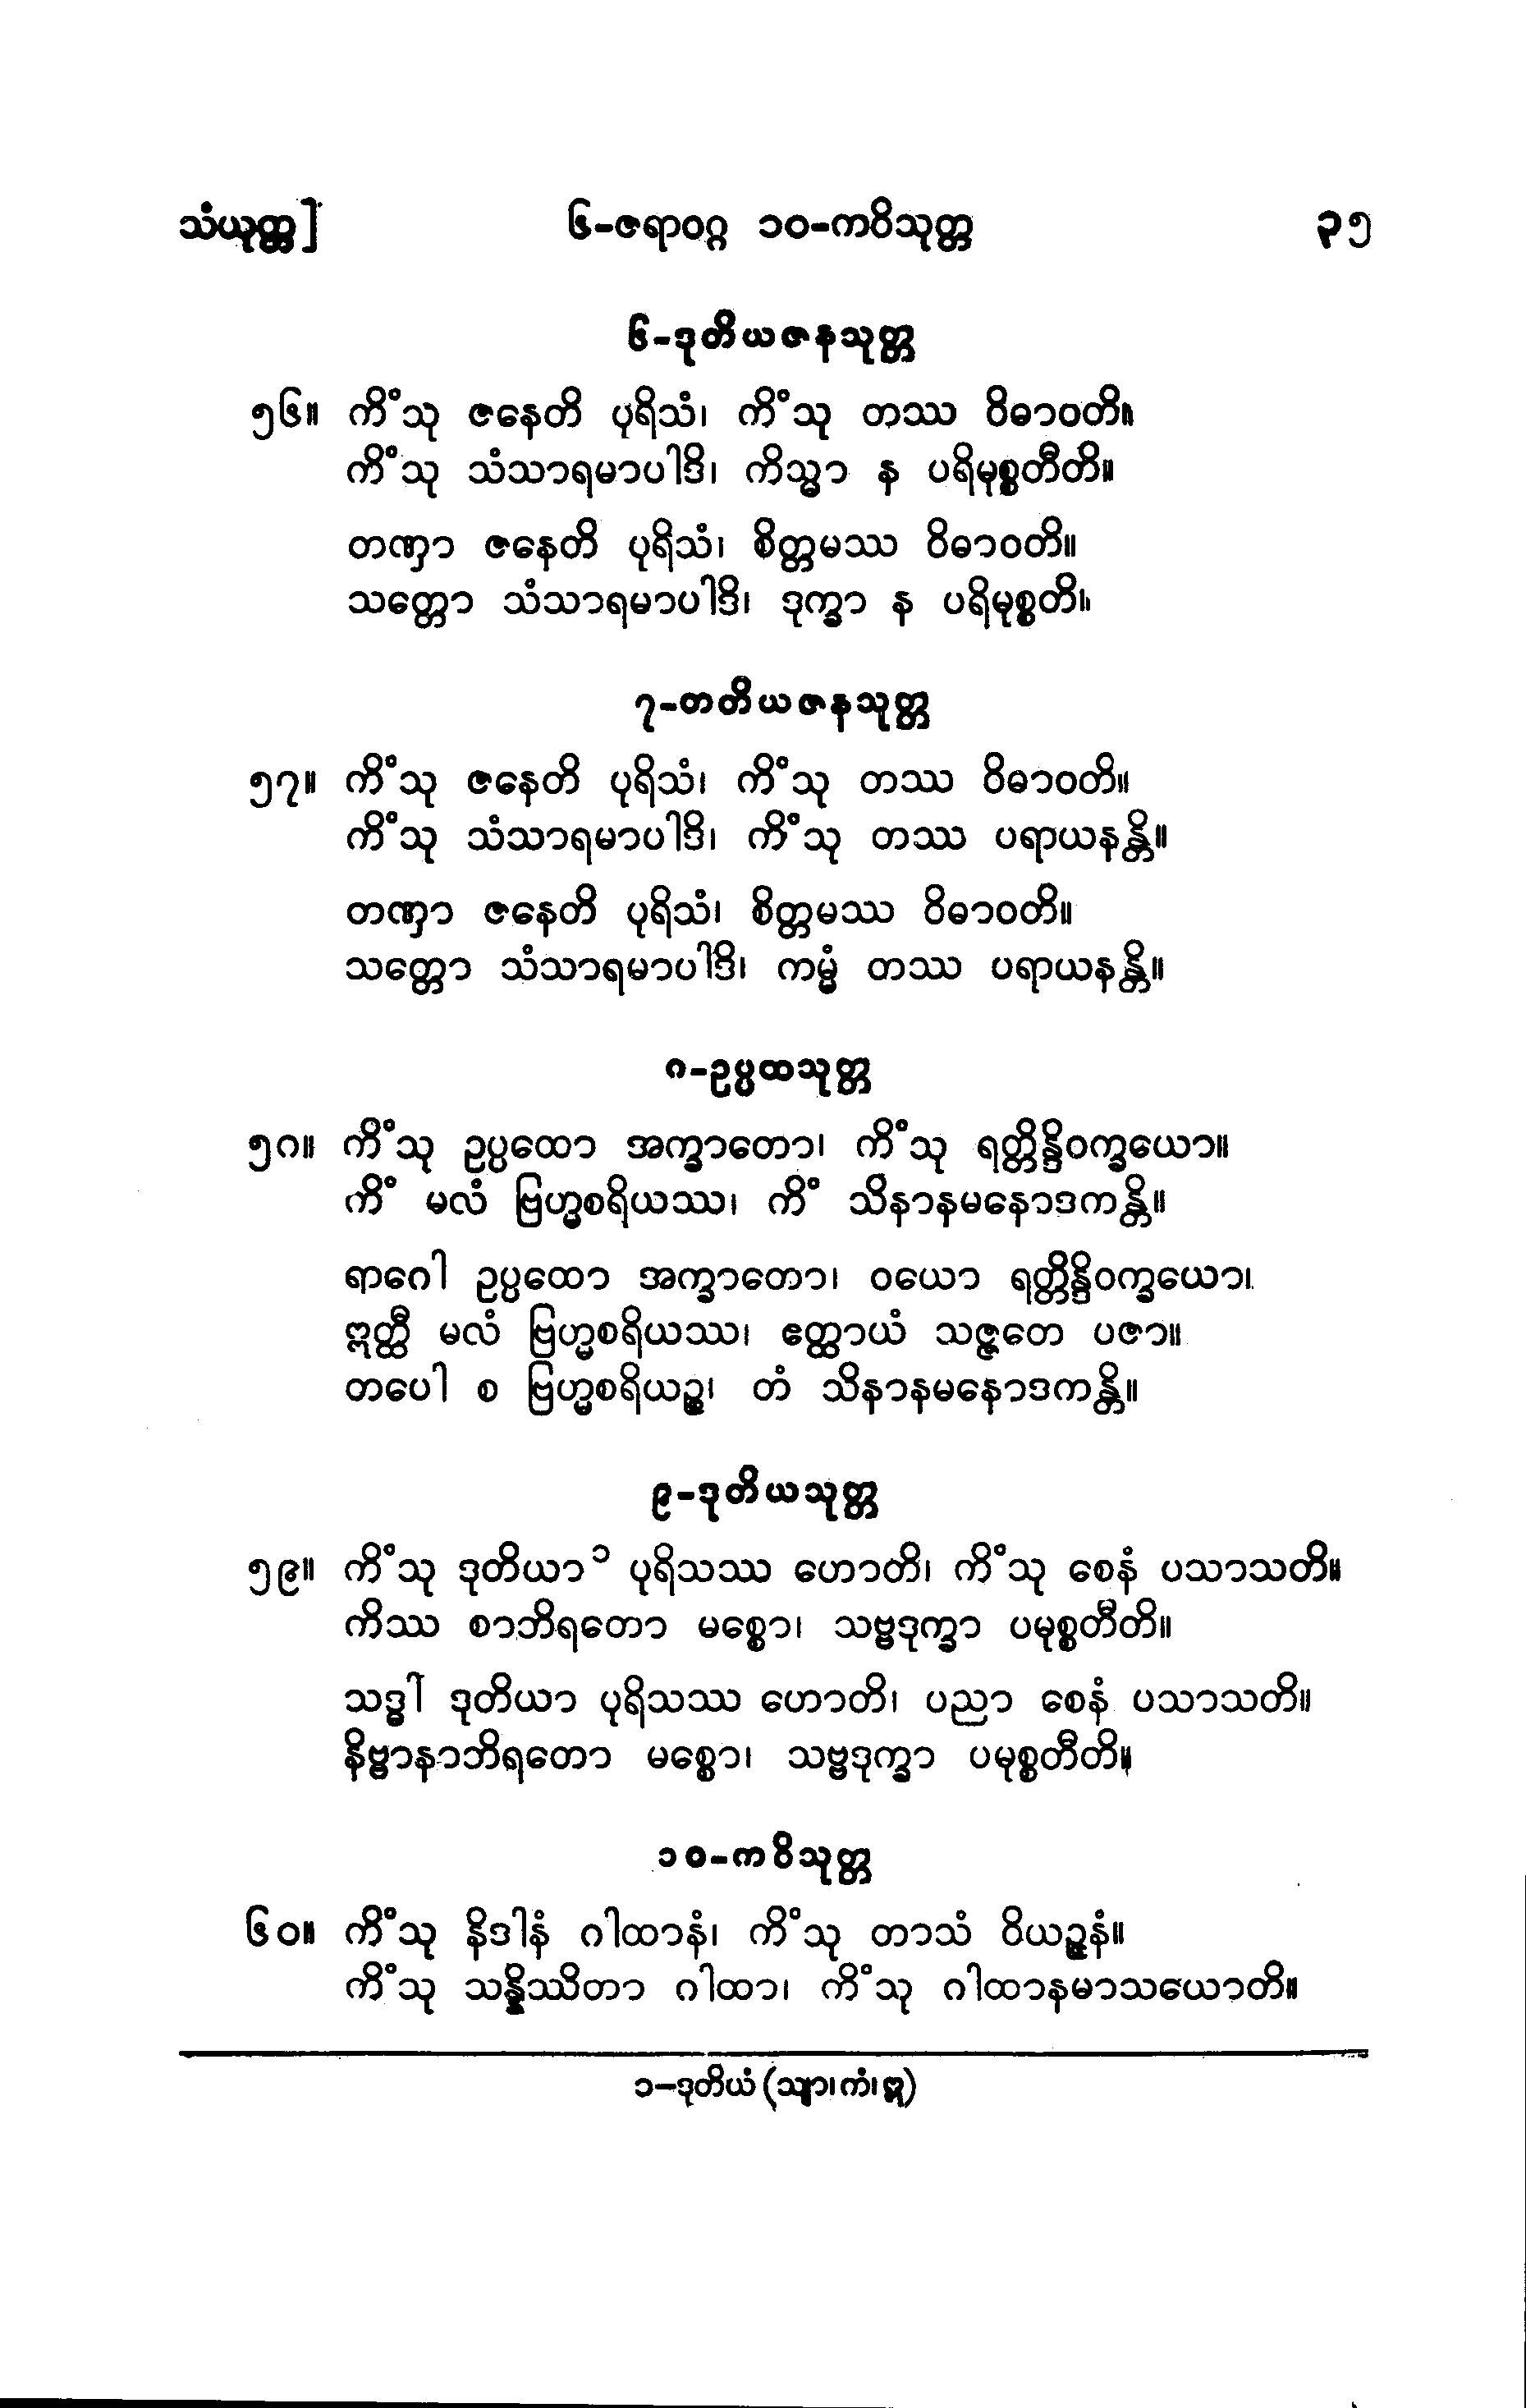 သံယုတ္တ] ၆-ဇရာဝဂ္ဂ ၁၀-ကဝိသုတ္တ ၃၅
၆-ဒုတိယဇနသုတ္တ
၅၆။ ကိံသု ဇနေတိ ပုရိသံ၊ ကိံသု တဿ ဝိဓာဝတိ။
ကိံသု သံသာရမာပါဒိ၊ ကိသ္မာ န ပရိမုစ္စတီတိ။
တဏှာ ဇနေတိ ပုရိသံ၊ စိတ္တမဿ ဝိဓာဝတိ။
သတ္တော သံသာရမာပါဒိ၊ ဒုက္ခာ န ပရိမုစ္စတိ။
၇-တတိယဇနသုတ္တ
၅၇။ ကိံသု ဇနေတိ ပုရိသံ၊ ကိံသု တဿ ဝိဓာဝတိ။
ကိံသု သံသာရမာပါဒိ၊ ကိံသု တဿ ပရာယနန္တိ။
တဏှာ ဇနေတိ ပုရိသံ၊ စိတ္တမဿ ဝိဓာဝတိ။
သတ္တော သံသာရမာပါဒိ၊ ကမ္မံ တဿ ပရာယနန္တိ။
၈-ဥပ္ပထသုတ္တ
၅၈။ ကိံသု ဥပ္ပထော အက္ခာတော၊ ကိံသု ရတ္တိန္ဒိဝက္ခယော။
ကိံ မလံ ဗြဟ္မစရိယဿ၊ ကိံ သိနာနမနောဒကန္တိ။
ရာဂေါ ဥပ္ပထော အက္ခာတော၊ ဝယော ရတ္တိန္ဒိဝက္ခယော၊
ဣတ္ထီ မလံ ဗြဟ္မစရိယဿ၊ ဧတ္ထာယံ သဇ္ဇတေ ပဇာ။
တပေါ စ ဗြဟ္မစရိယဉ္စ၊ တံ သိနာနမနောဒကန္တိ။
၉-ဒုတိယသုတ္တ
၅၉။ ကိံသု ဒုတိယာ ၁ ပုရိသဿ ဟောတိ၊ ကိံသု စေနံ ပသာသတိ။
ကိဿ စာဘိရတော မစ္စော၊ သဗ္ဗဒုက္ခာ ပမုစ္စတီတိ။
သဒ္ဓါ ဒုတိယာ ပုရိသဿ ဟောတိ၊ ပညာ စေနံ ပသာသတိ။
နိဗ္ဗာနာဘိရတော မစ္စော၊ သဗ္ဗဒုက္ခာ ပမုစ္စတီတိ။
၁၀-ကဝိသုတ္တ
၆၀။ ကိံသု နိဒါနံ ဂါထာနံ၊ ကိံသု တာသံ ဝိယဉ္ဇနံ။
ကိံသု သန္နိဿိတာ ဂါထာ၊ ကိံသု ဂါထာနမာသယောတိ။
၁-ဒုတိယံ (သျာ၊ကံ၊ဣ)